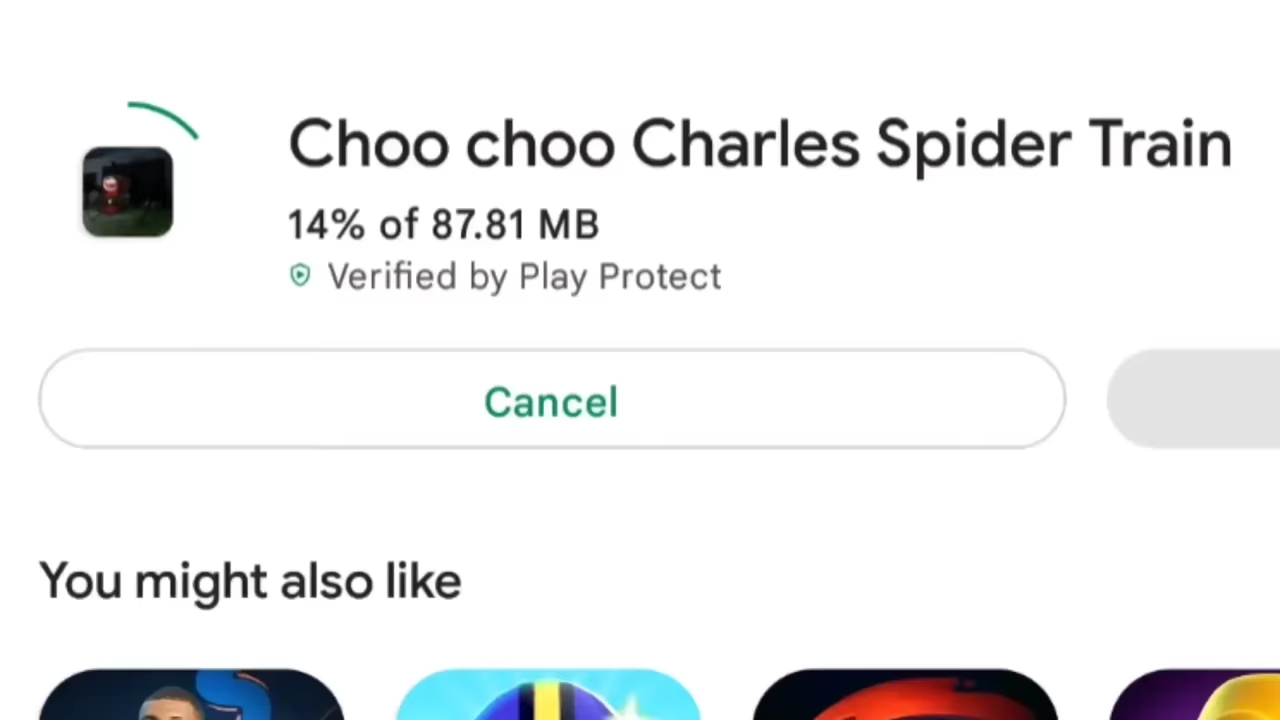 Choo choo Charles Spider Train
14% of 87.81 MB
Verified by Play Protect
Cancel
You might also like